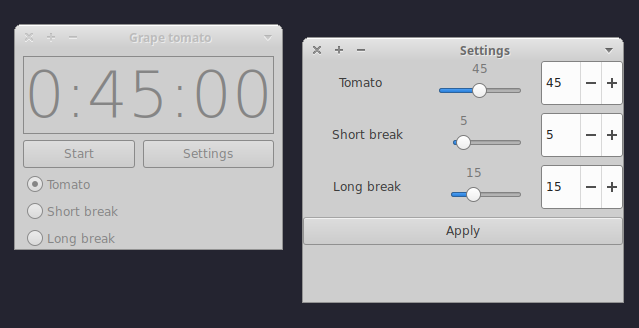 Grape tomato
0:45:00
Start
Settings
Tomato
Short break
Long break
Settings
Tomato
45
45
Short break
5
5
Long break
15
15
Apply